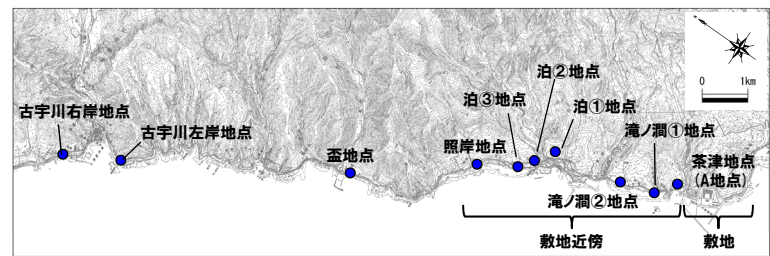 0 1km
古宇川右岸地点
古宇川左岸地点
盃地点
照岸地点
泊③地点
泊②地点
泊①地点
滝ノ澗①地点
滝ノ澗②地点
茶津地点
(A地点)
敷地近傍
敷地